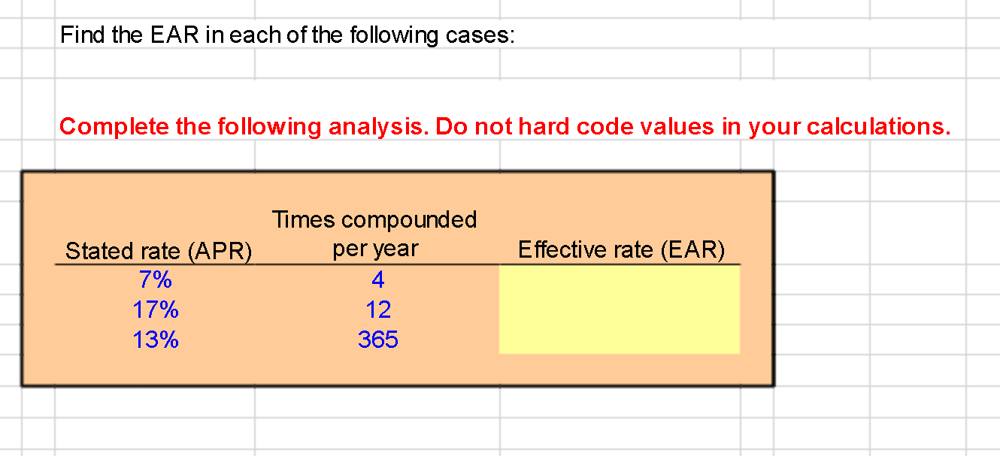 Find the EAR in each of the following cases:
Complete the following analysis. Do not hard code values in your calculations.
Times compounded
Stated rate (APR) per year Effective rate (EAR)
7% 4
17% 12
13% 365